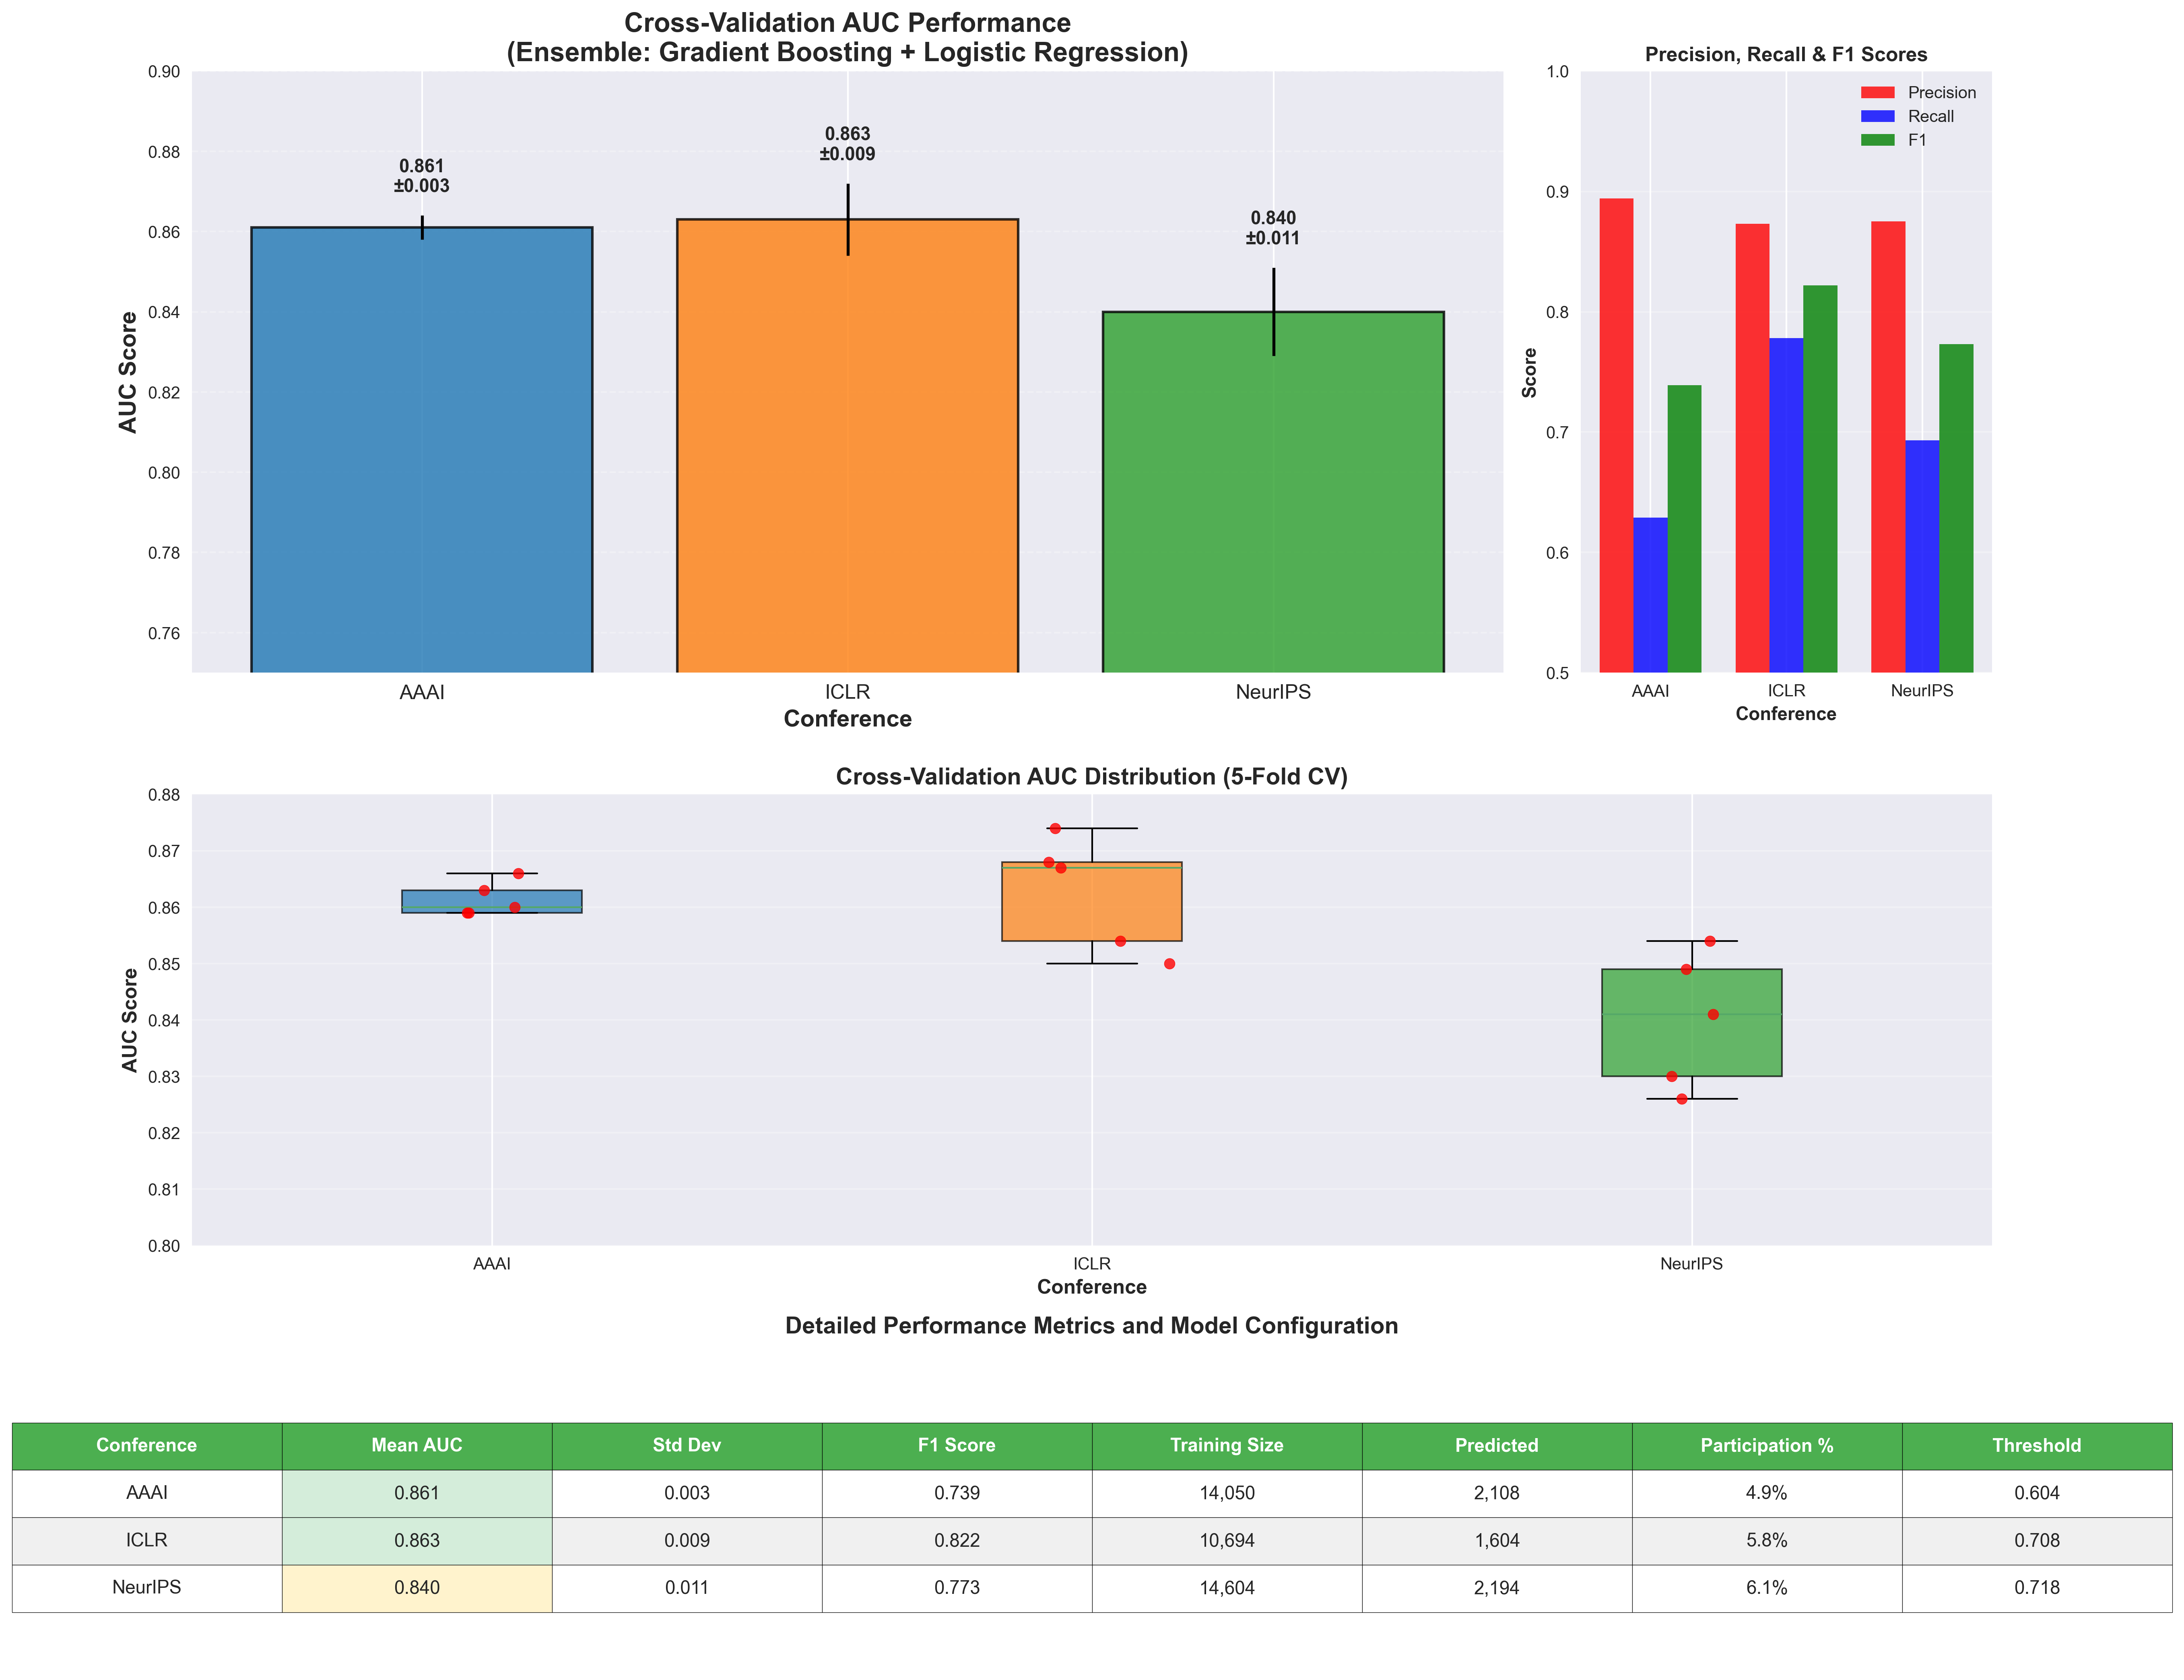 Cross-Validation AUC Performance
(Ensemble: Gradient Boosting + Logistic Regression)
0.90
0.88
0.86
0.84
0.82
0.80
0.78
0.76
AUC Score
0.861
±0.003
0.863
±0.009
0.840
±0.011
AAAI
ICLR
NeurIPS
Conference
Precision, Recall & F1 Scores
1.0
0.9
0.8
0.7
0.6
0.5
Score
Precision
Recall
F1
AAAI
ICLR
NeurIPS
Conference
Cross-Validation AUC Distribution (5-Fold CV)
0.88
0.87
0.86
0.85
0.84
0.83
0.82
0.81
0.80
AUC Score
AAAI
ICLR
NeurIPS
Conference
Detailed Performance Metrics and Model Configuration
Conference Mean AUC Std Dev F1 Score Training Size Predicted Participation % Threshold
AAAI 0.861 0.003 0.739 14,050 2,108 4.9% 0.604
ICLR 0.863 0.009 0.822 10,694 1,604 5.8% 0.708
NeurIPS 0.840 0.011 0.773 14,604 2,194 6.1% 0.718